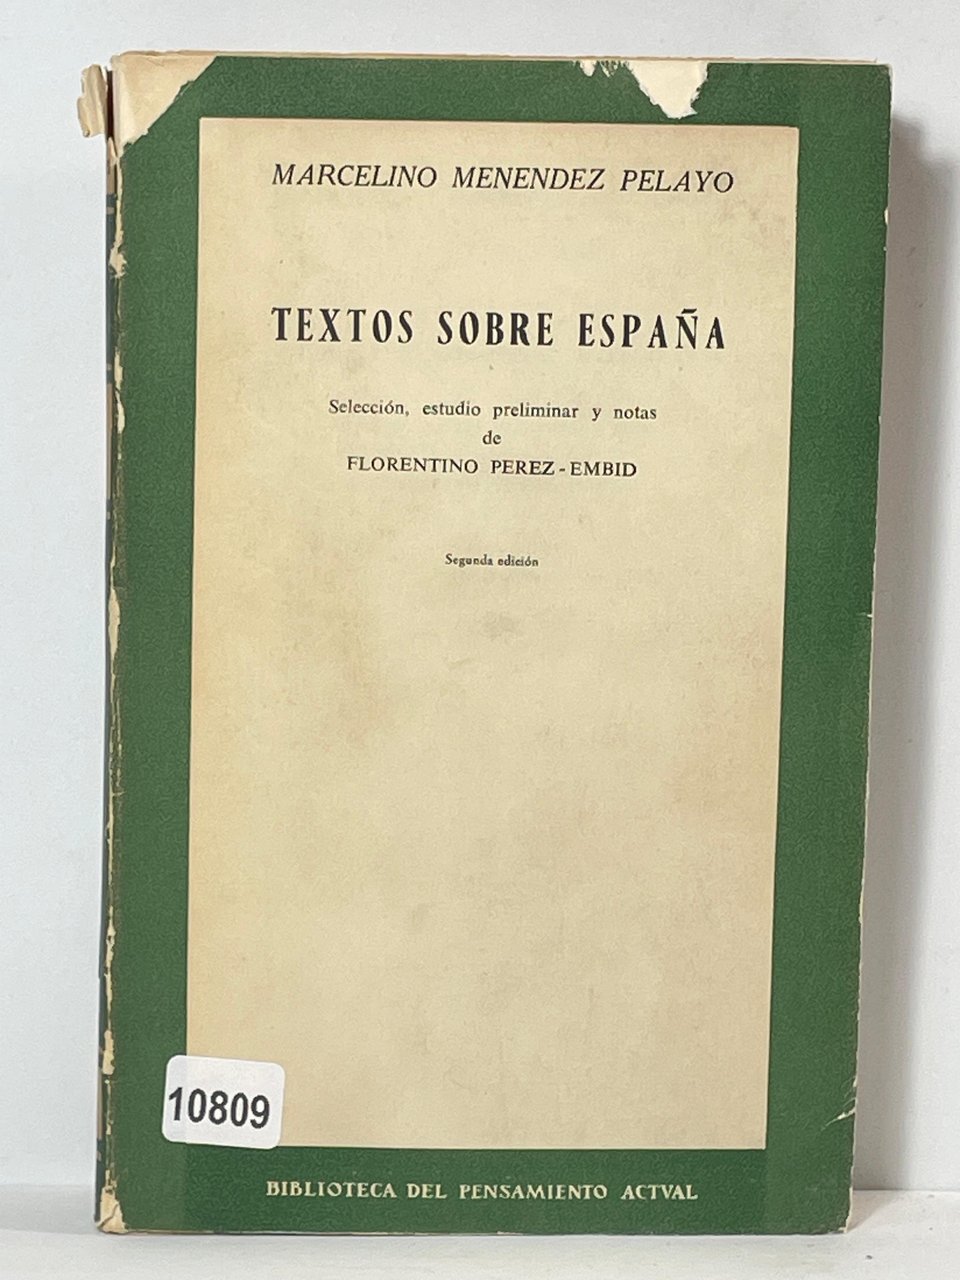 MARCELINO MENENDEZ PELAYO
TEXTOS SOBRE ESPAÑA
Selección, estudio preliminar y notas
de
FLORENTINO PEREZ-EMBID
Segunda edición
10809
BIBLIOTECA DEL PENSAMIENTO ACTVAL